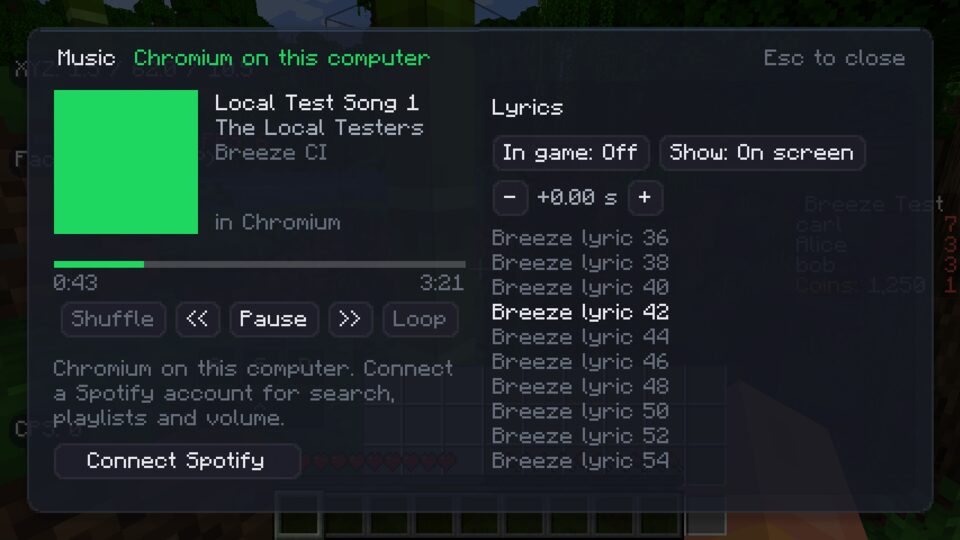 Music Chromium on this computer
Esc to close
Local Test Song 1
The Local Testers
Breeze CI
in Chromium
0:43
3:21
Shuffle
<<
Pause
>>
Loop
Chromium on this computer. Connect
a Spotify account for search,
playlists and volume.
Connect Spotify
Lyrics
In game: Off
Show: On screen
-
+0.00 s
+
Breeze lyric 36
Breeze lyric 38
Breeze lyric 40
Breeze lyric 42
Breeze lyric 44
Breeze lyric 46
Breeze lyric 48
Breeze lyric 50
Breeze lyric 52
Breeze lyric 54
Breeze Test
carl 7
Alice 3
bob 3
Coins: 1,250 1